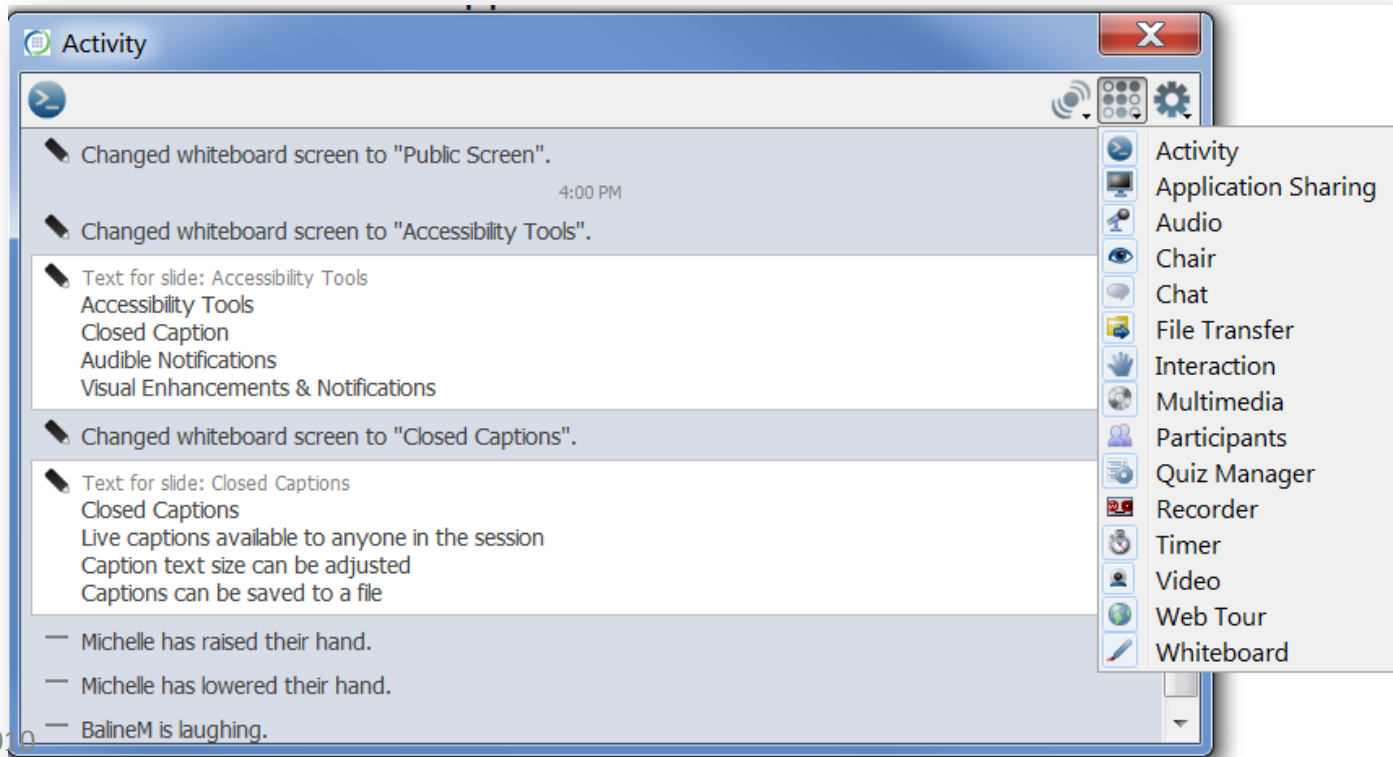 Activity
Changed whiteboard screen to "Public Screen".
4:00 PM
Changed whiteboard screen to "Accessibility Tools".
Text for slide: Accessibility Tools
Accessibility Tools
Closed Caption
Audible Notifications
Visual Enhancements & Notifications
Changed whiteboard screen to "Closed Captions".
Text for slide: Closed Captions
Closed Captions
Live captions available to anyone in the session
Caption text size can be adjusted
Captions can be saved to a file
Michelle has raised their hand.
Michelle has lowered their hand.
BalineM is laughing.
Activity
Application Sharing
Audio
Chair
Chat
File Transfer
Interaction
Multimedia
Participants
Quiz Manager
Recorder
Timer
Video
Web Tour
Whiteboard